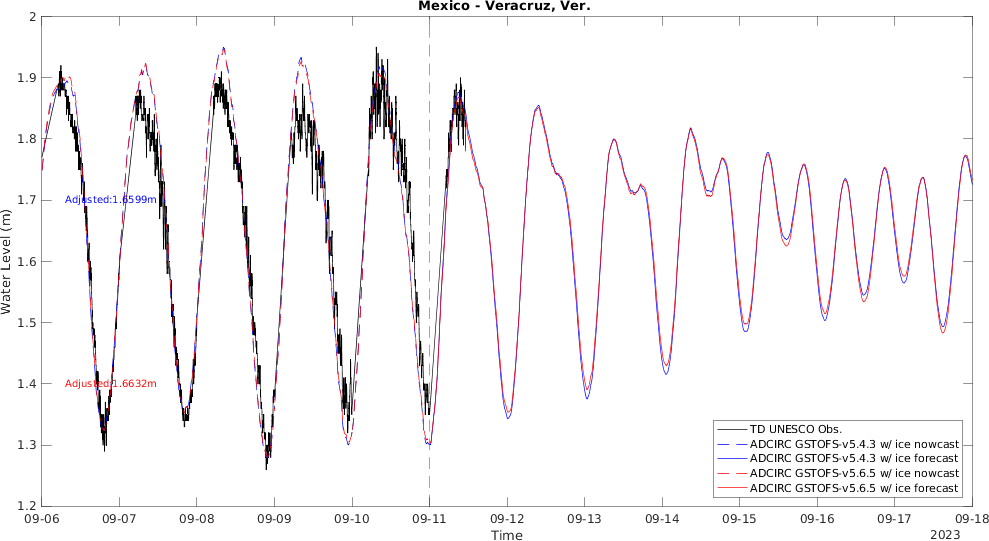 Mexico - Veracruz, Ver.
Water Level (m)
2
1.9
1.8
1.7
1.6
1.5
1.4
1.3
1.2
Adjusted:1.6599m
Adjusted:1.6632m
TD UNESCO Obs.
ADCIRC GSTOFS-v5.4.3 w/ ice nowcast
ADCIRC GSTOFS-v5.4.3 w/ ice forecast
ADCIRC GSTOFS-v5.6.5 w/ ice nowcast
ADCIRC GSTOFS-v5.6.5 w/ ice forecast
09-06 09-07 09-08 09-09 09-10 09-11 09-12 09-13 09-14 09-15 09-16 09-17 09-18
Time
2023